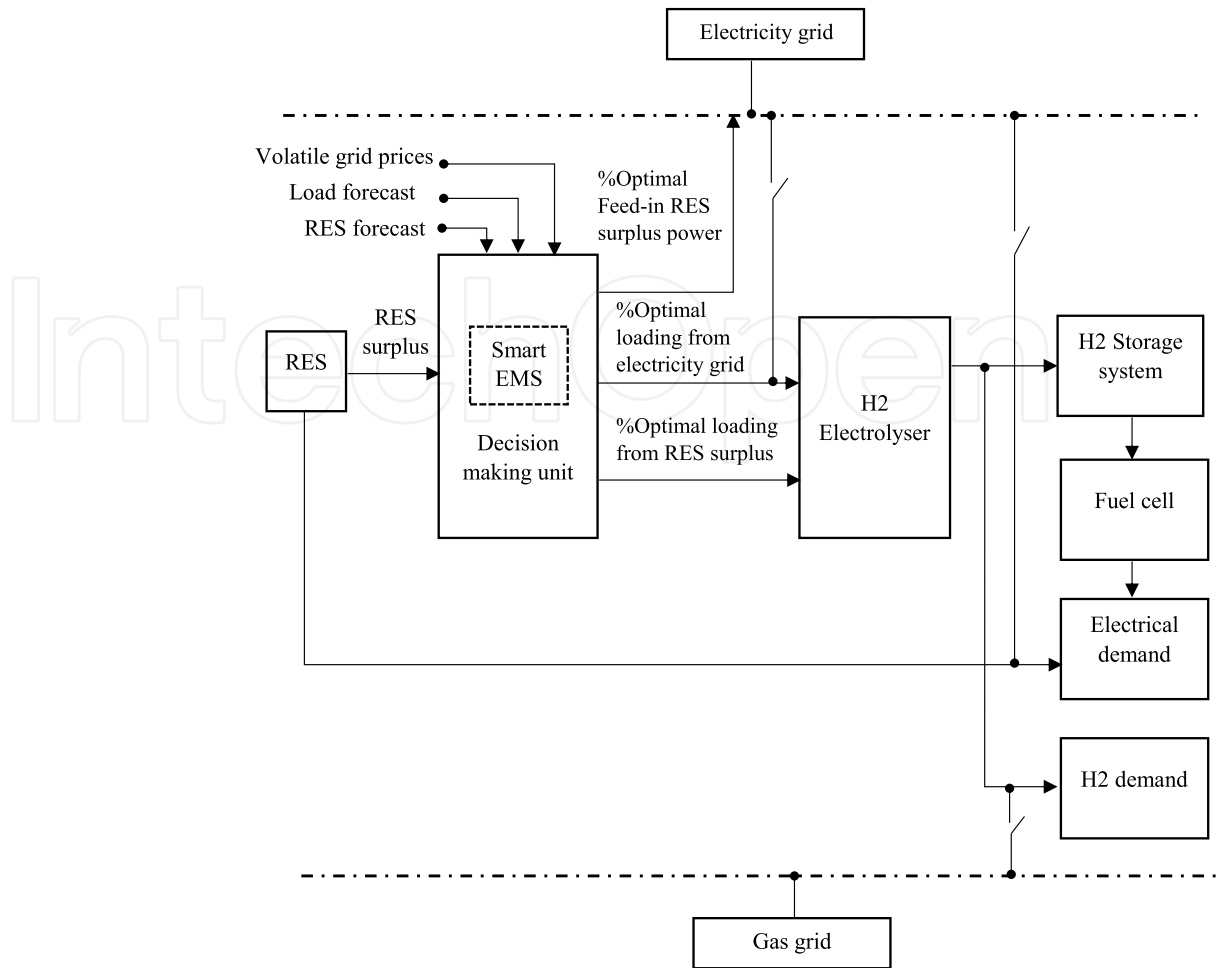 Electricity grid
Volatile grid prices
Load forecast
RES forecast
%Optimal
Feed-in RES
surplus power
RES
surplus
RES
Smart
EMS
Decision
making unit
%Optimal
loading from
electricity grid
%Optimal loading
from RES surplus
H2
Electrolyser
H2 Storage
system
Fuel cell
Electrical
demand
H2 demand
Gas grid
IntechOpen